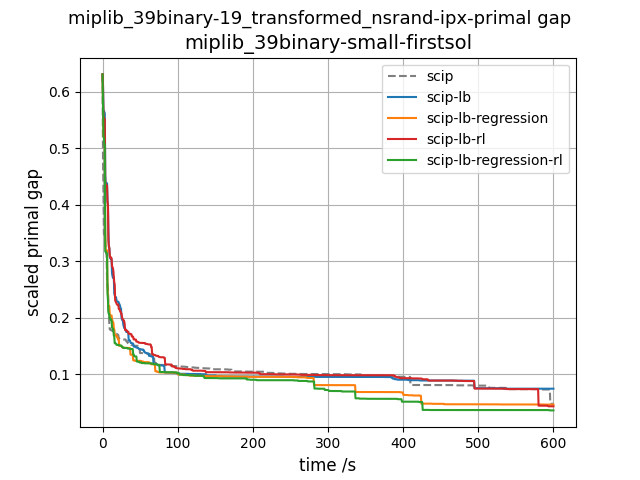 miplib_39binary-19_transformed_nsrand-ipx-primal gap
miplib_39binary-small-firstsol
scaled primal gap
0.6
0.5
0.4
0.3
0.2
0.1
scip
scip-lb
scip-lb-regression
scip-lb-rl
scip-lb-regression-rl
0 100 200 300 400 500 600
time /s